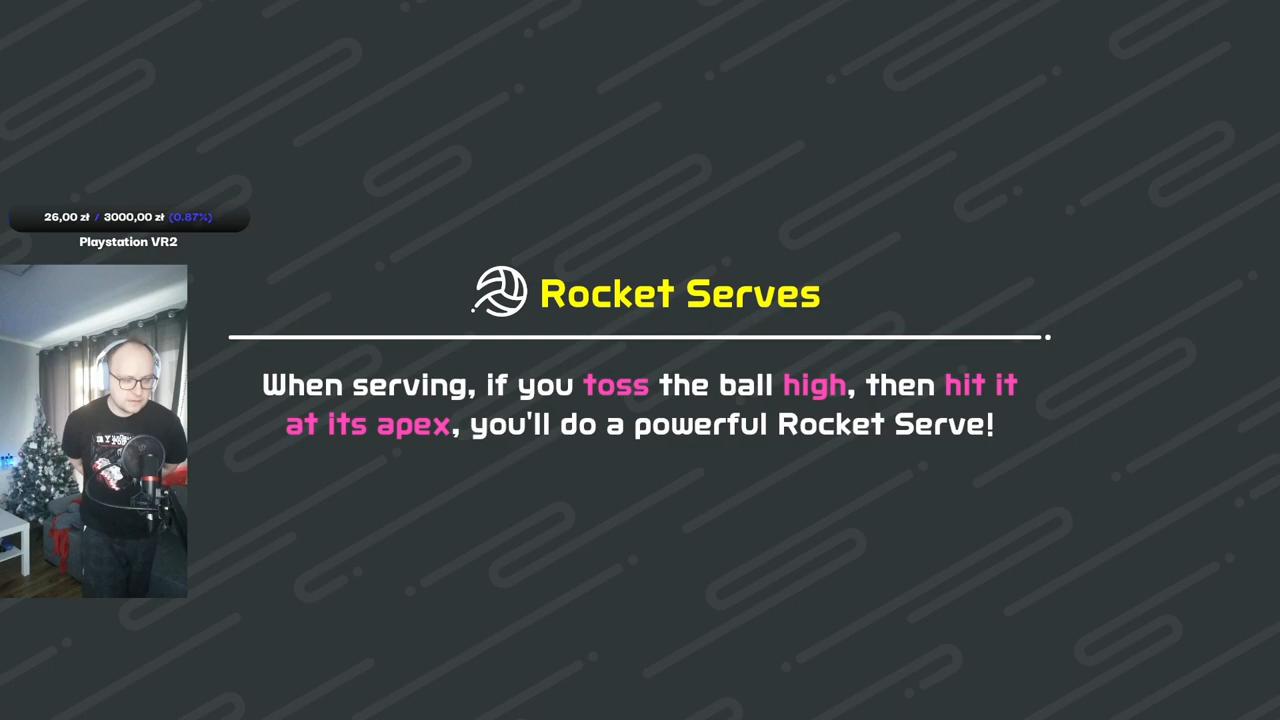 26,00 zł / 3000,00 zł (0.87%)
Playstation VR2
Rocket Serves
When serving, if you toss the ball high, then hit it
at its apex, you'll do a powerful Rocket Serve!